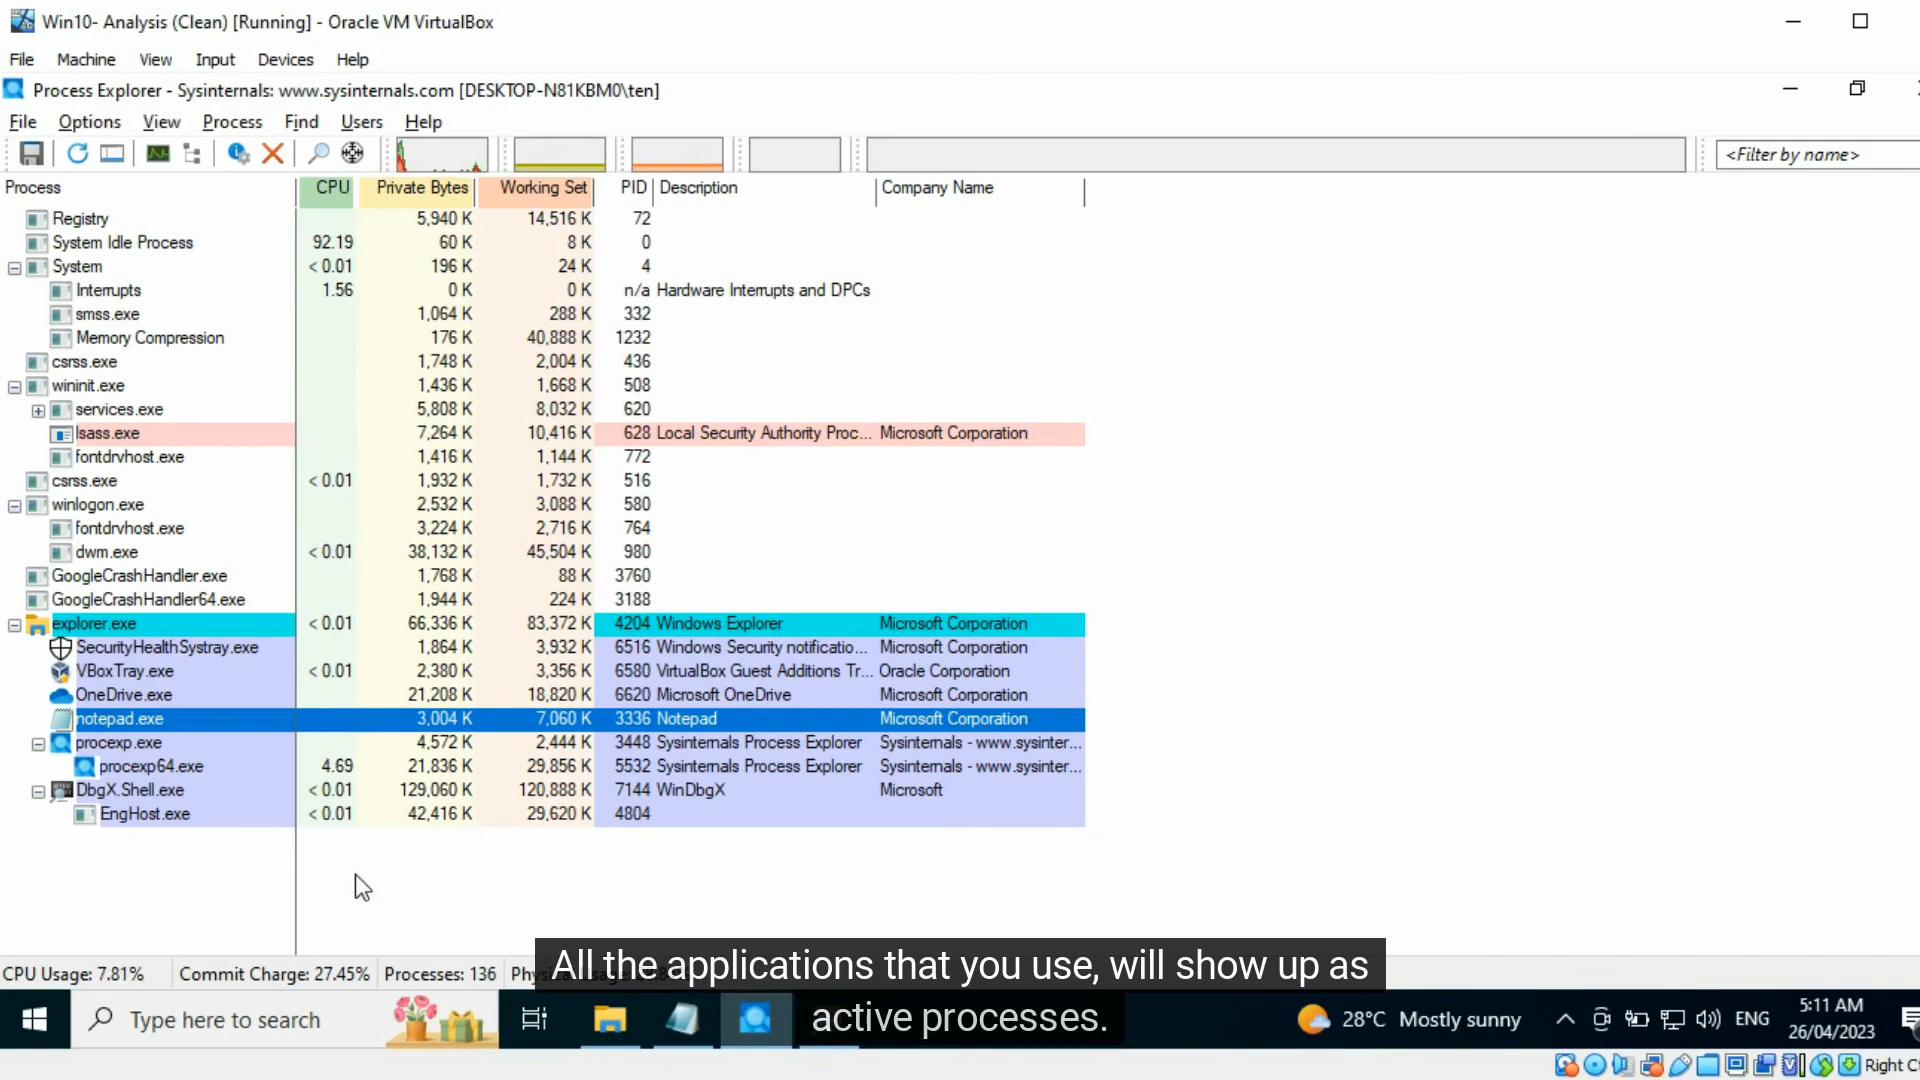 Win10- Analysis (Clean) [Running] - Oracle VM VirtualBox
File Machine View Input Devices Help
Process Explorer - Sysinternals: www.sysinternals.com [DESKTOP-N81KBM0\ten]
File Options View Process Find Users Help
<Filter by name>
Process CPU Private Bytes Working Set PID Description Company Name
Registry 5,940 K 14,516 K 72
System Idle Process 92.19 60 K 8 K 0
System < 0.01 196 K 24 K 4
Interrupts 1.56 0 K 0 K n/a Hardware Interrupts and DPCs
smss.exe 1,064 K 288 K 332
Memory Compression 176 K 40,888 K 1232
csrss.exe 1,748 K 2,004 K 436
wininit.exe 1,436 K 1,668 K 508
services.exe 5,808 K 8,032 K 620
lsass.exe 7,264 K 10,416 K 628 Local Security Authority Proc... Microsoft Corporation
fontdrvhost.exe 1,416 K 1,144 K 772
csrss.exe < 0.01 1,932 K 1,732 K 516
winlogon.exe 2,532 K 3,088 K 580
fontdrvhost.exe 3,224 K 2,716 K 764
dwm.exe < 0.01 38,132 K 45,504 K 980
GoogleCrashHandler.exe 1,768 K 88 K 3760
GoogleCrashHandler64.exe 1,944 K 224 K 3188
explorer.exe < 0.01 66,336 K 83,372 K 4204 Windows Explorer Microsoft Corporation
SecurityHealthSystray.exe 1,864 K 3,932 K 6516 Windows Security notificatio... Microsoft Corporation
VBoxTray.exe < 0.01 2,380 K 3,356 K 6580 VirtualBox Guest Additions Tr... Oracle Corporation
OneDrive.exe 21,208 K 18,820 K 6620 Microsoft OneDrive Microsoft Corporation
notepad.exe 3,004 K 7,060 K 3336 Notepad Microsoft Corporation
procexp.exe 4,572 K 2,444 K 3448 Sysinternals Process Explorer Sysinternals - www.sysinter...
procexp64.exe 4.69 21,836 K 29,856 K 5532 Sysinternals Process Explorer Sysinternals - www.sysinter...
DbgX.Shell.exe < 0.01 129,060 K 120,888 K 7144 WinDbgX Microsoft
EngHost.exe < 0.01 42,416 K 29,620 K 4804
CPU Usage: 7.81% Commit Charge: 27.45% Processes: 136
All the applications that you use, will show up as
active processes.
Type here to search
28°C Mostly sunny
ENG
5:11 AM
26/04/2023
Right